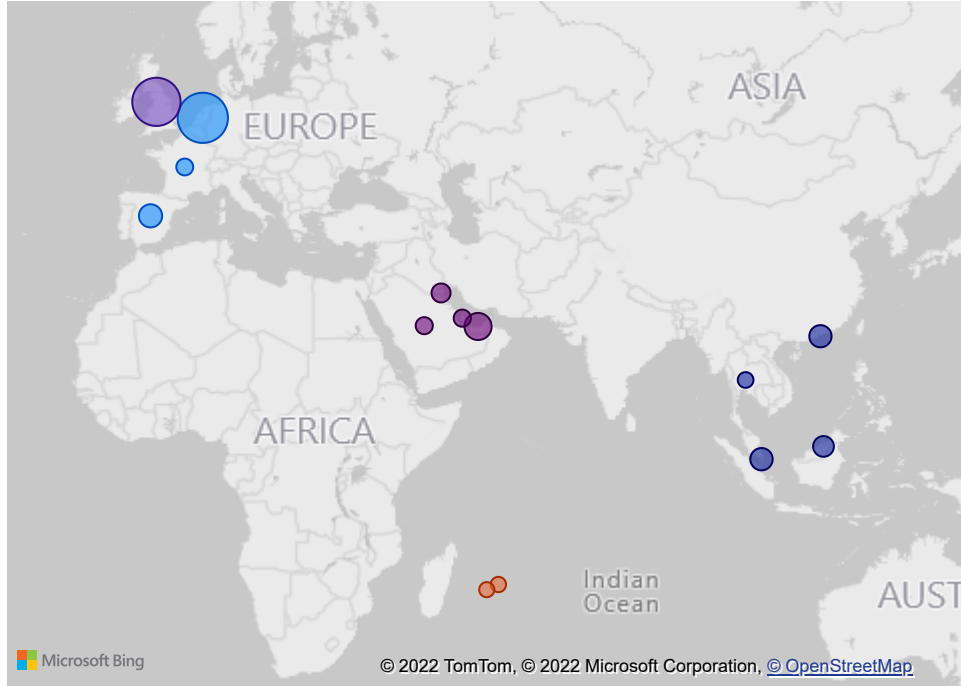 ASIA
EUROPE
AFRICA
Indian
Ocean
AUST
Microsoft Bing
© 2022 TomTom, © 2022 Microsoft Corporation, © OpenStreetMap